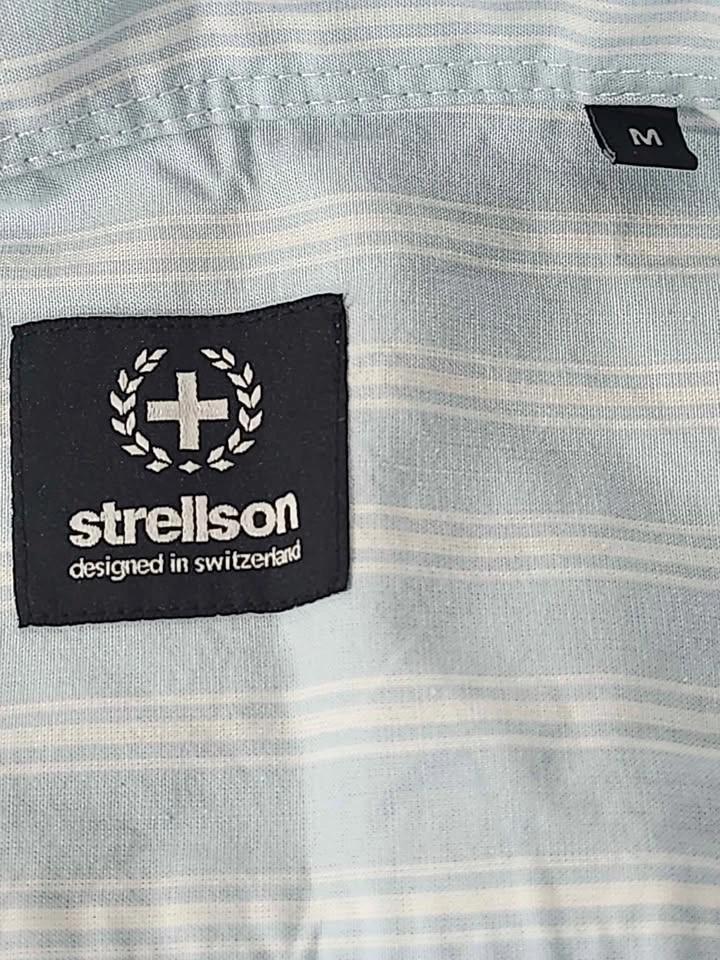 M
strellson
designed in switzerland